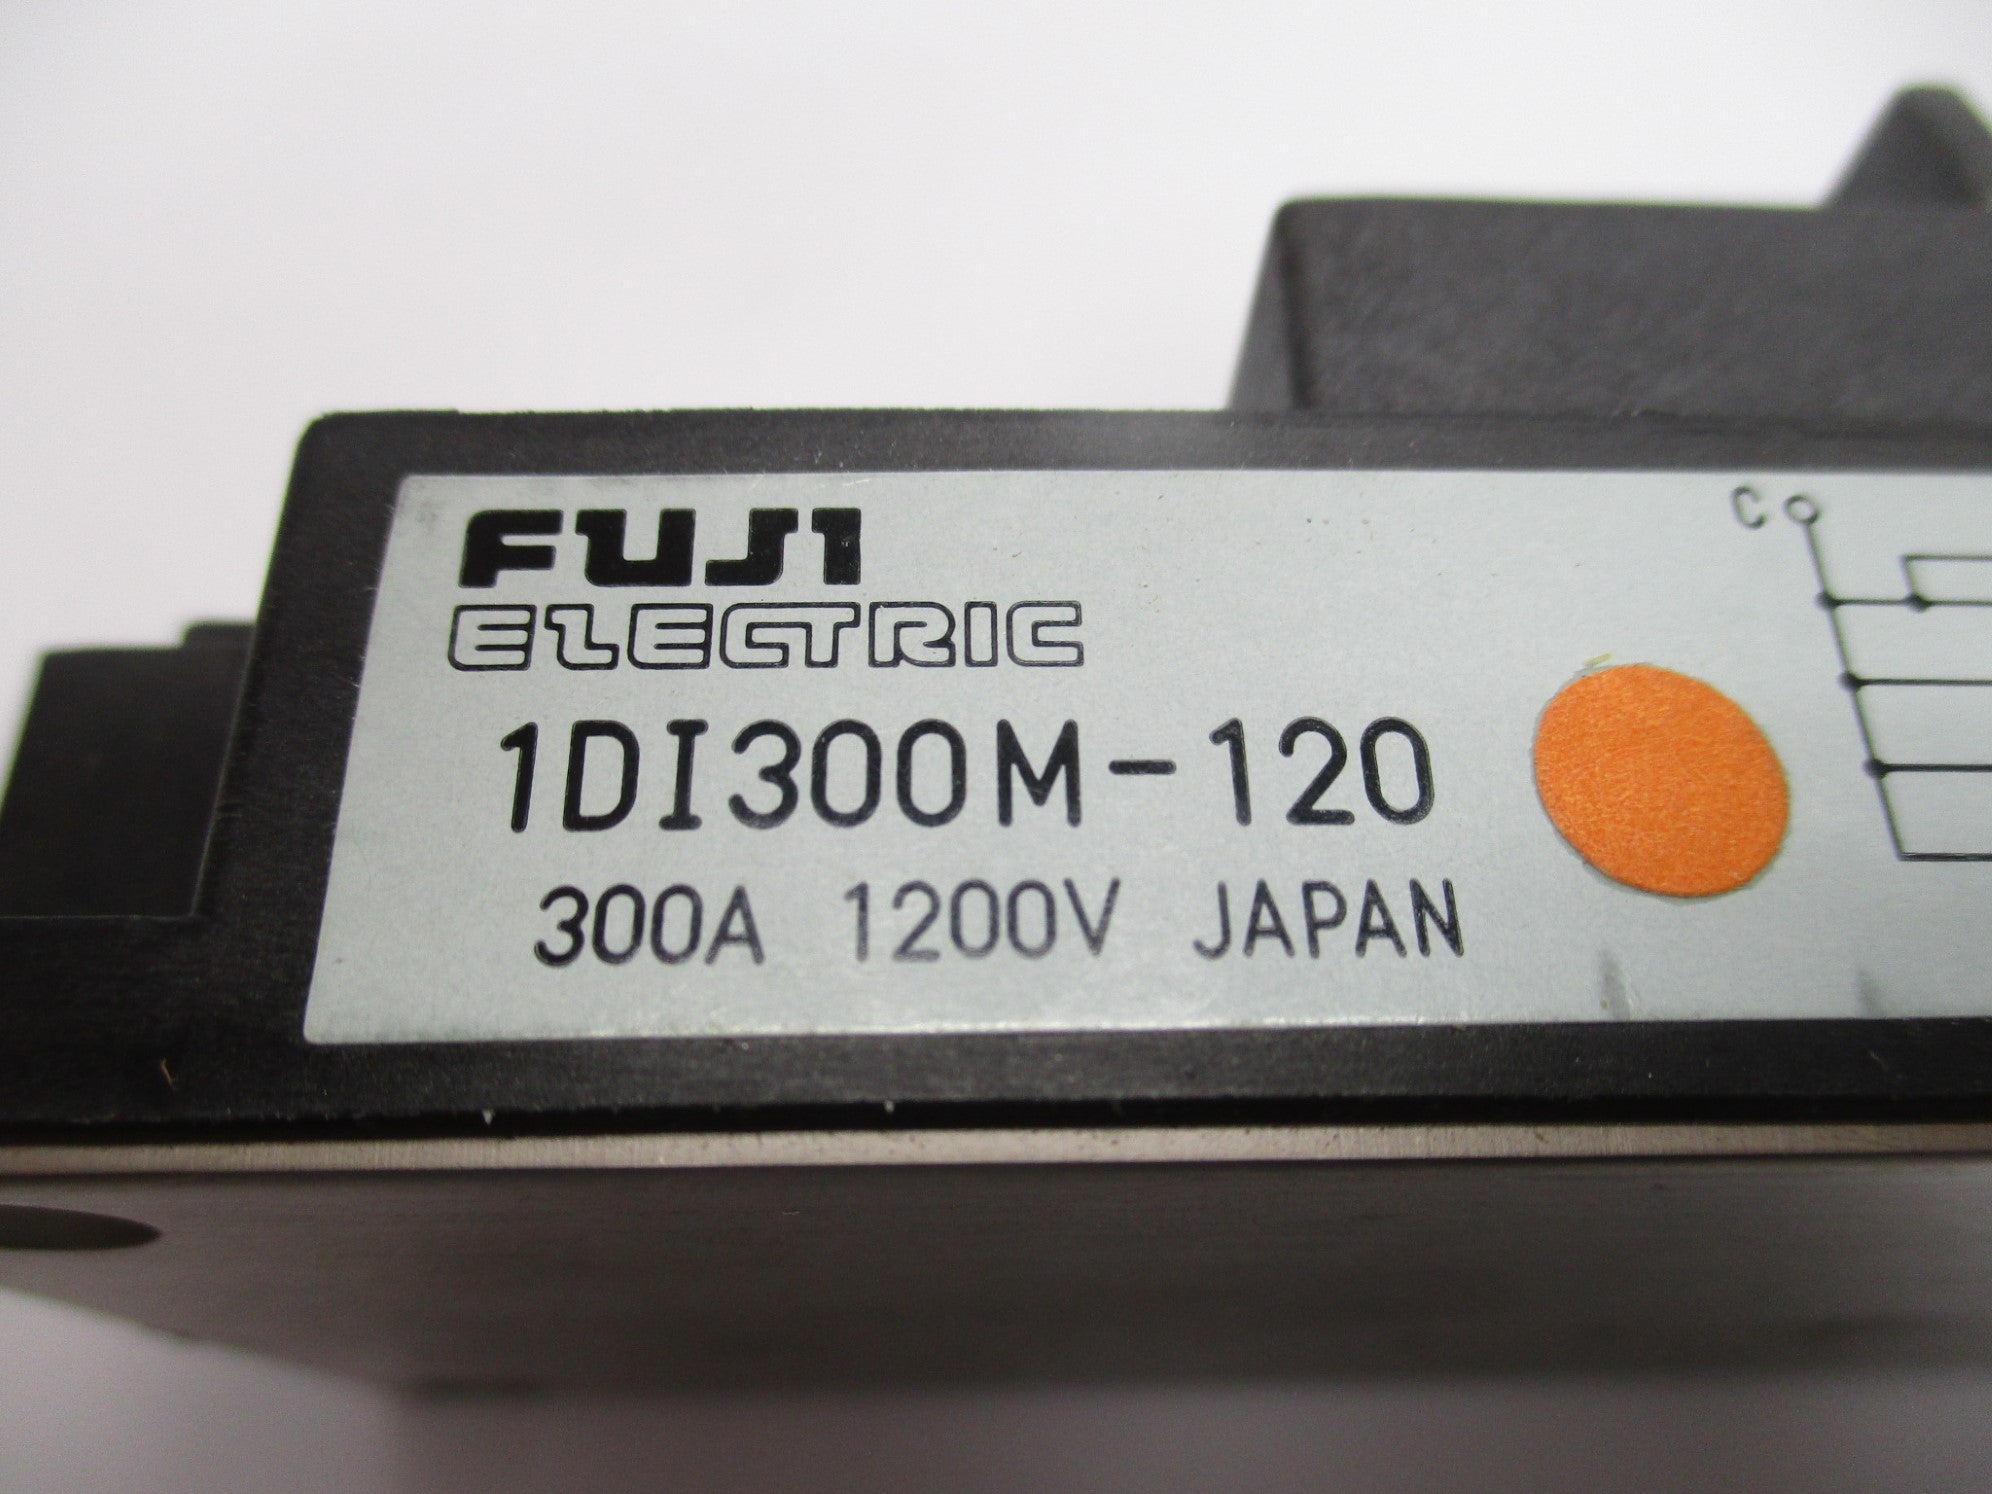 FUJI
ELECTRIC
1DI300M-120
300A 1200V JAPAN
C